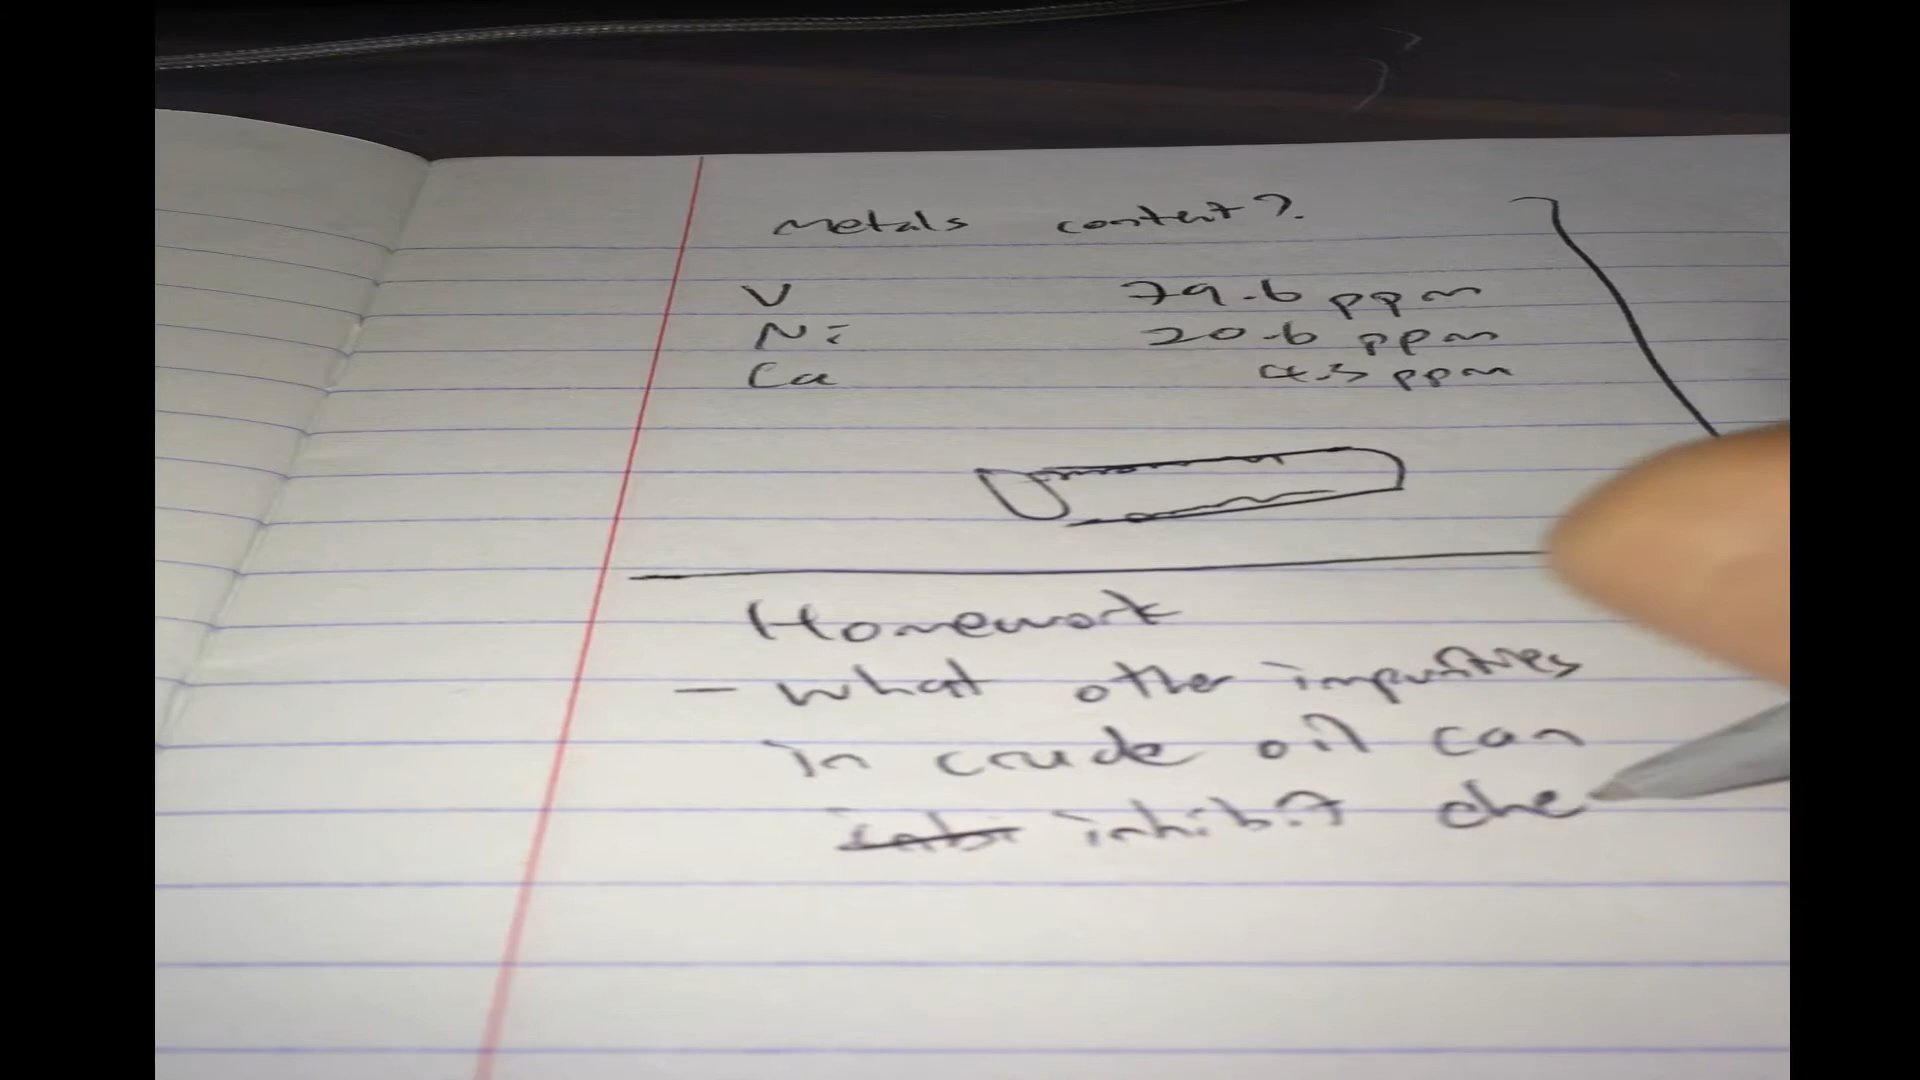 metals content?
V 79.6 ppm
Ni 20.6 ppm
Ca 4.5 ppm
Homework
- what other impurities
in crude oil can
inhibit che